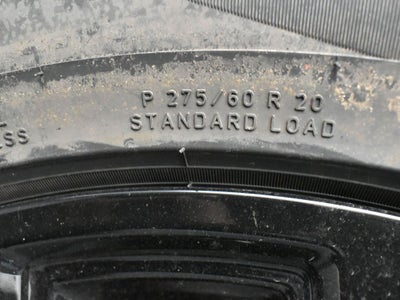 P 275/60 R 20
STANDARD LOAD